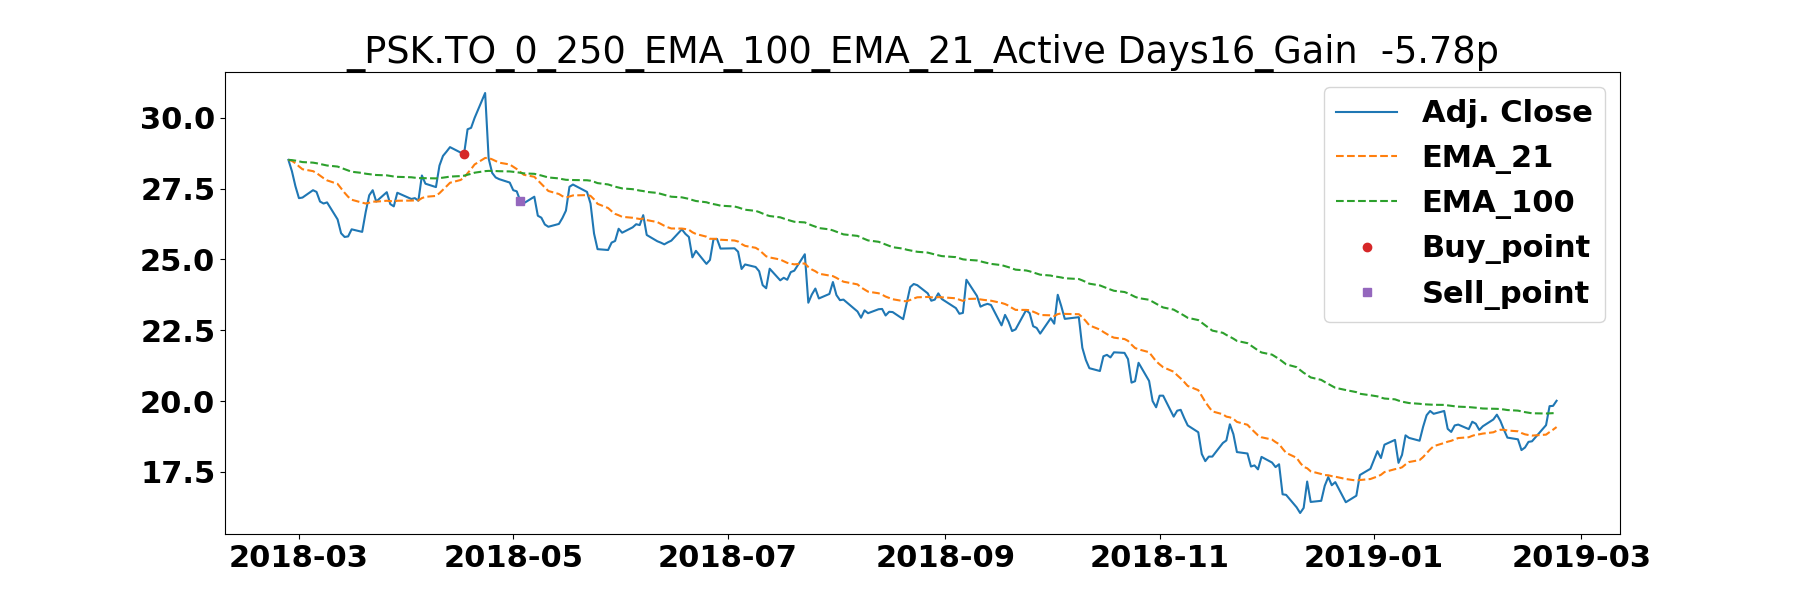 _PSK.TO_0_250_EMA_100_EMA_21_Active Days16_Gain  -5.78p
30.0
27.5
25.0
22.5
20.0
17.5
Adj. Close
EMA_21
EMA_100
Buy_point
Sell_point
2018-03 2018-05 2018-07 2018-09 2018-11 2019-01 2019-03